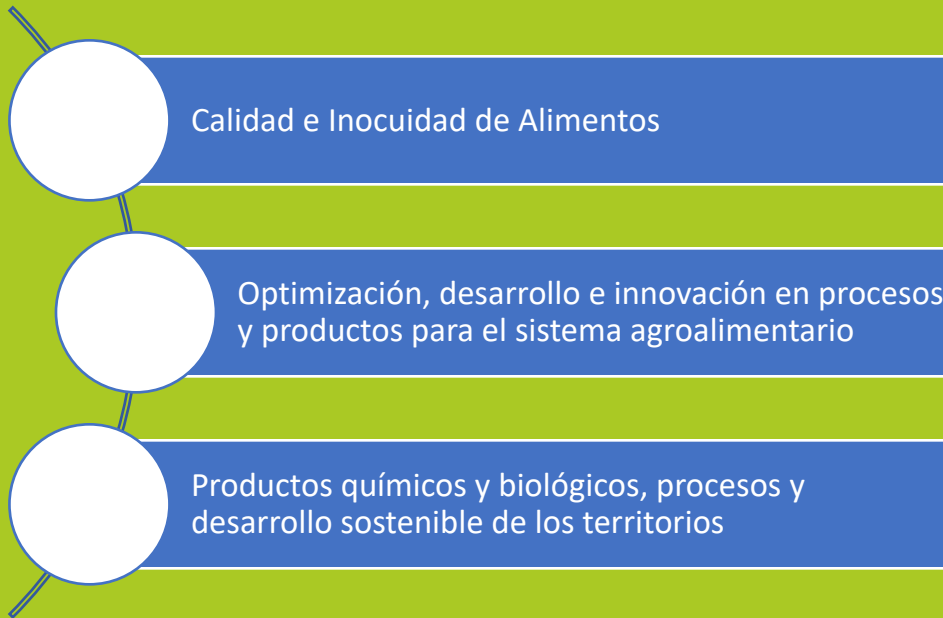 Calidad e Inocuidad de Alimentos
Optimización, desarrollo e innovación en procesos
y productos para el sistema agroalimentario
Productos químicos y biológicos, procesos y
desarrollo sostenible de los territorios